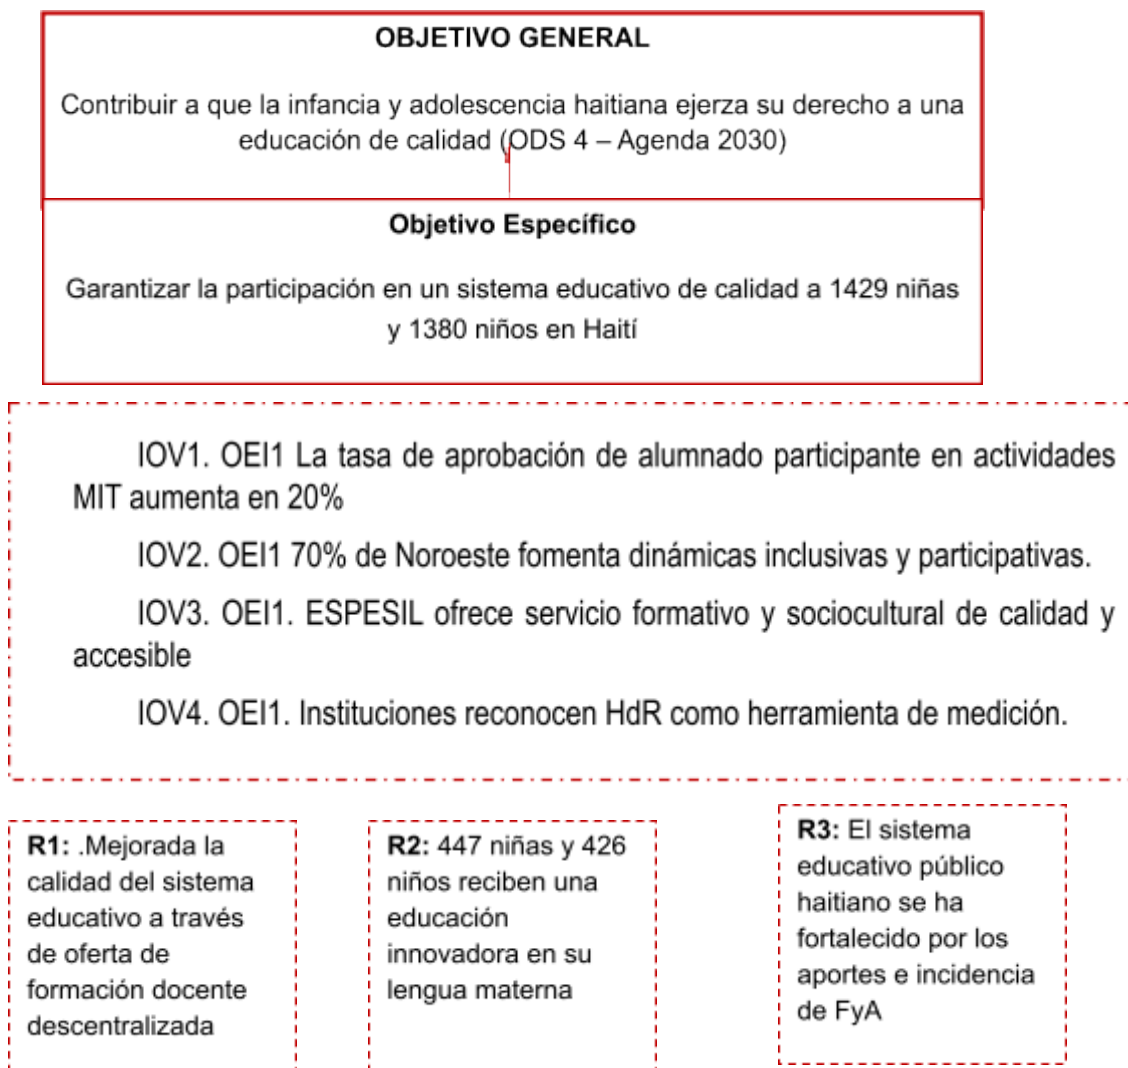 OBJETIVO GENERAL
Contribuir a que la infancia y adolescencia haitiana ejerza su derecho a una
educación de calidad (ODS 4 – Agenda 2030)
Objetivo Específico
Garantizar la participación en un sistema educativo de calidad a 1429 niñas
y 1380 niños en Haití
IOV1. OEI1 La tasa de aprobación de alumnado participante en actividades
MIT aumenta en 20%
IOV2. OEI1 70% de Noroeste fomenta dinámicas inclusivas y participativas.
IOV3. OEI1. ESPESIL ofrece servicio formativo y sociocultural de calidad y
accesible
IOV4. OEI1. Instituciones reconocen HdR como herramienta de medición.
R1: .Mejorada la
calidad del sistema
educativo a través
de oferta de
formación docente
descentralizada
R2: 447 niñas y 426
niños reciben una
educación
innovadora en su
lengua materna
R3: El sistema
educativo público
haitiano se ha
fortalecido por los
aportes e incidencia
de FyA